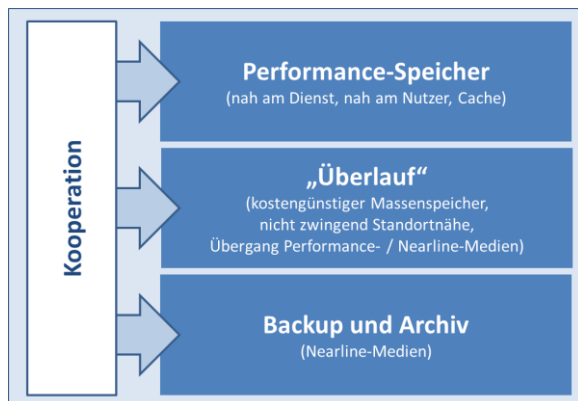 Kooperation
Performance-Speicher
(nah am Dienst, nah am Nutzer, Cache)
„Überlauf“
(kostengünstiger Massenspeicher,
nicht zwingend Standortnähe,
Übergang Performance- / Nearline-Medien)
Backup und Archiv
(Nearline-Medien)